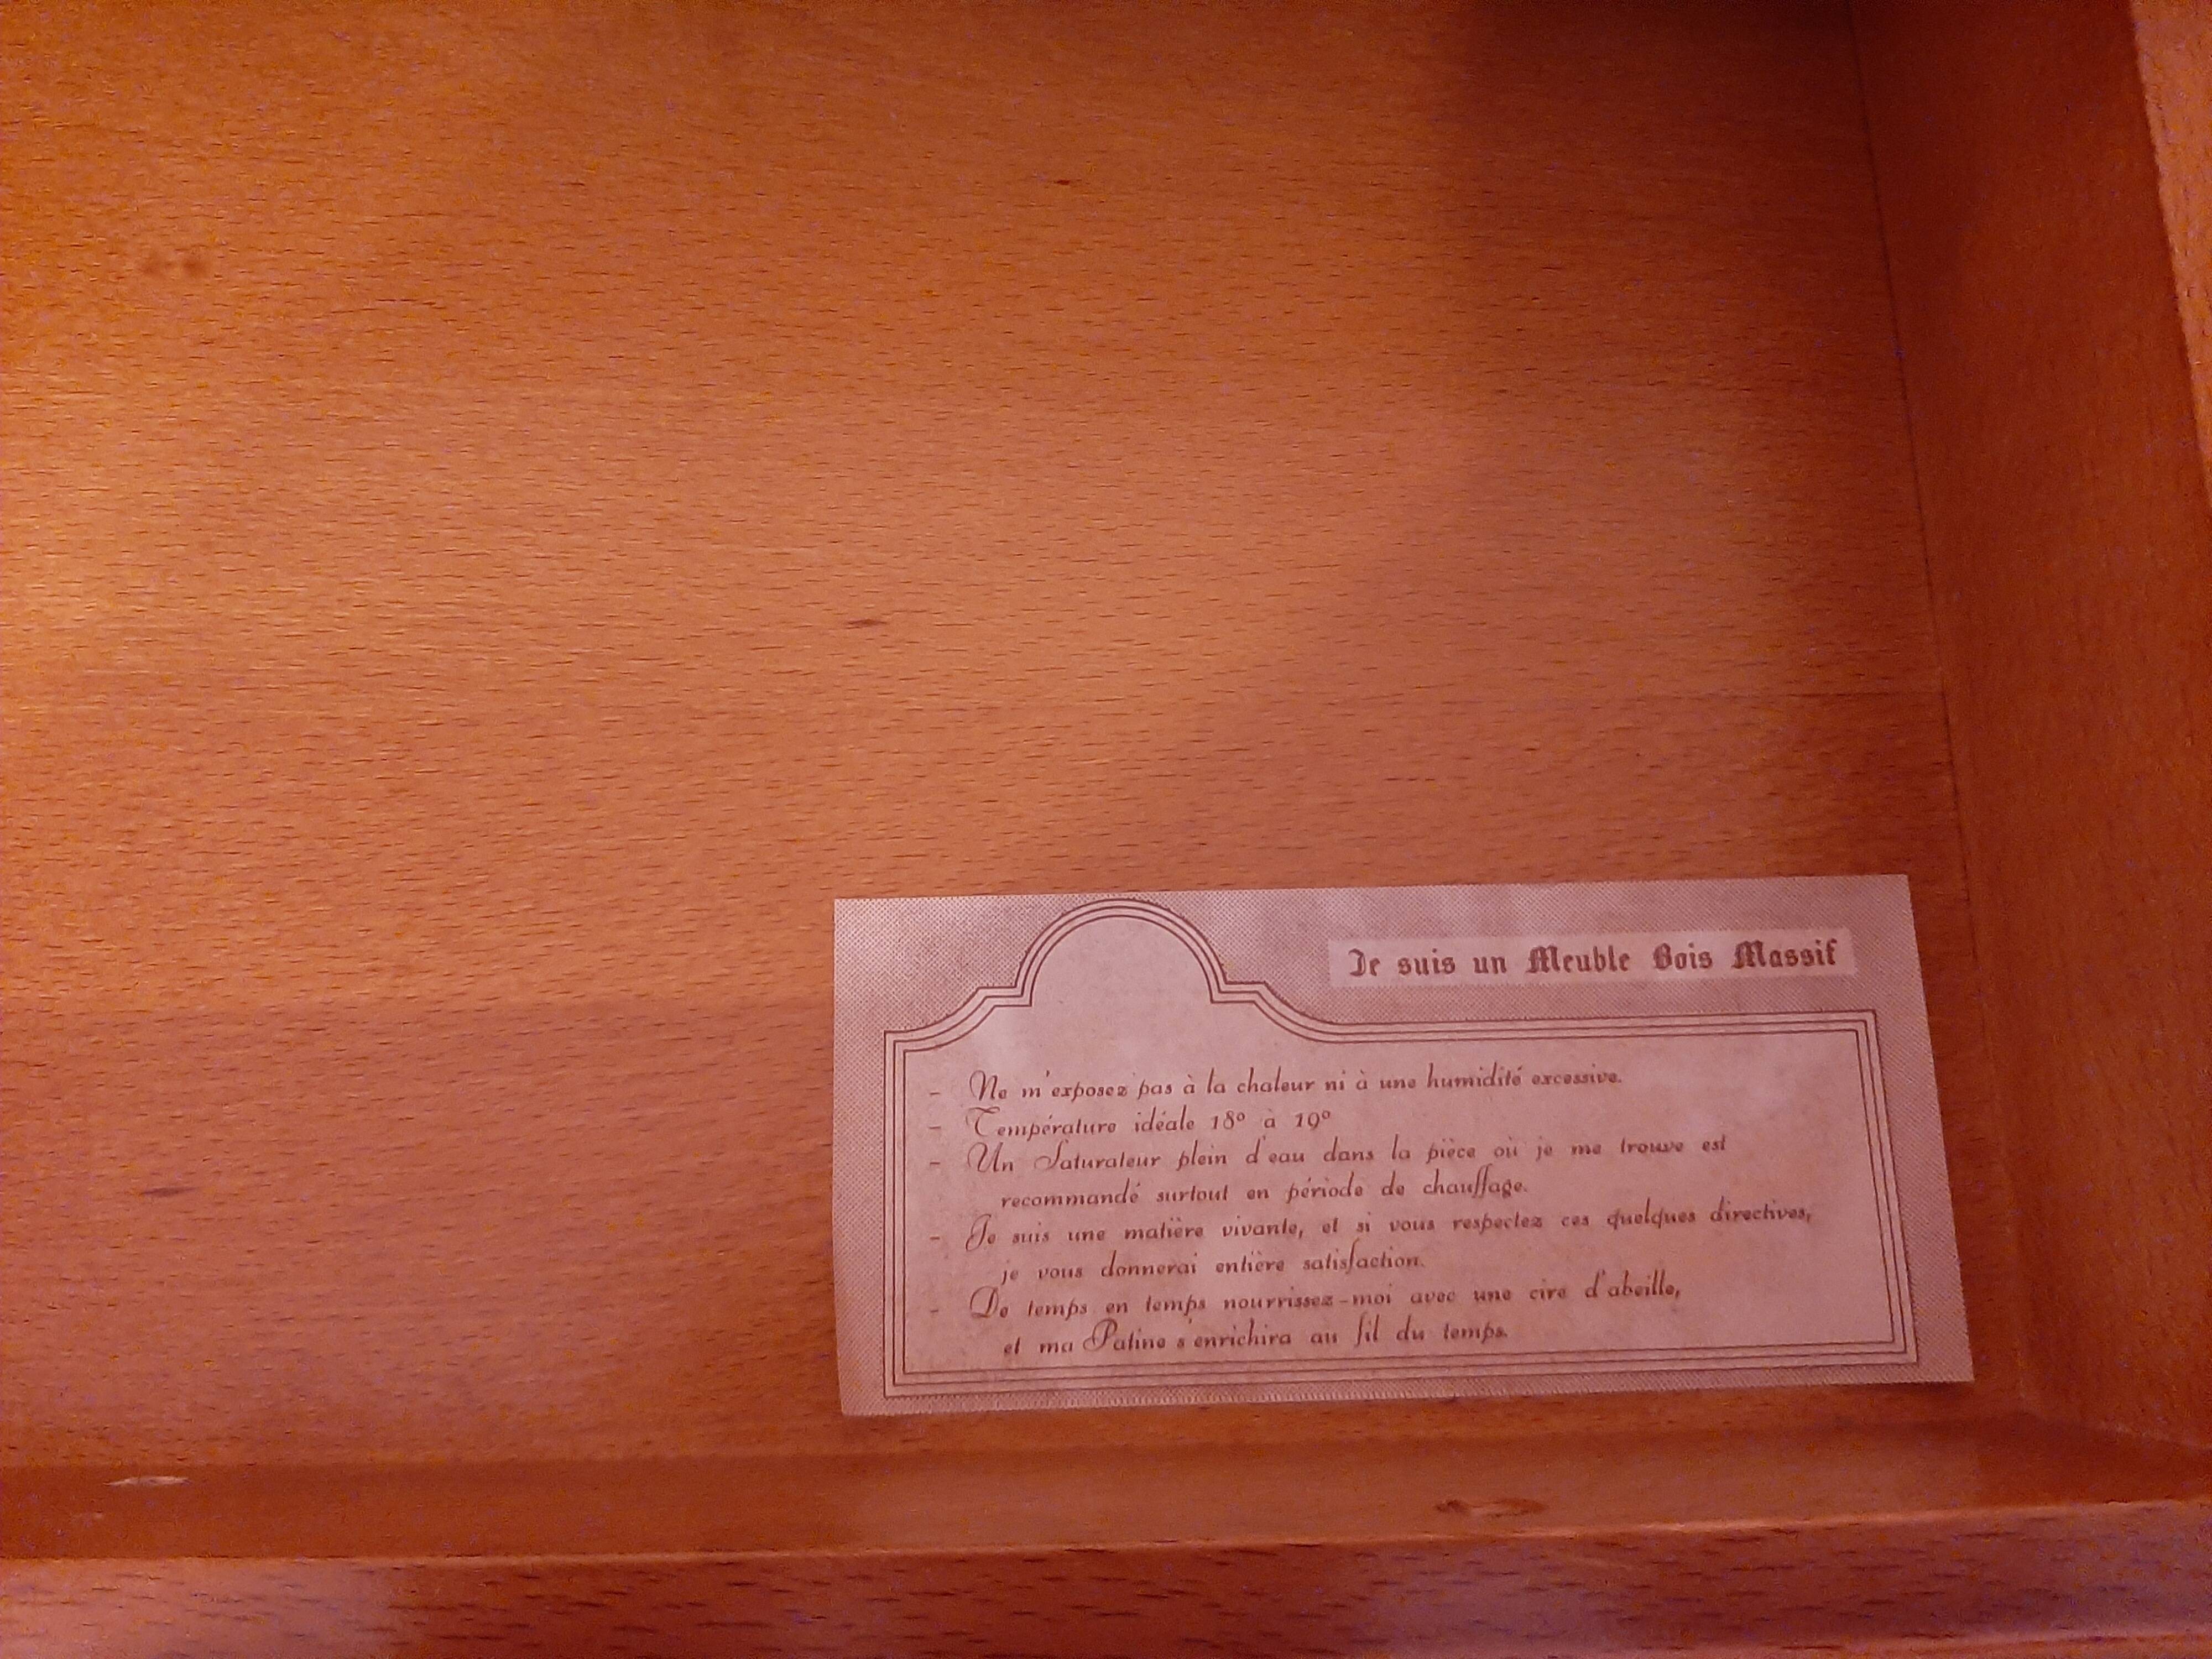 Je suis un Meuble Bois Massif
- Ne m'exposez pas à la chaleur ni à une humidité excessive.
- Température idéale 18° à 19°
- Un Saturateur plein d'eau dans la pièce où je me trouve est
recommandé surtout en période de chauffage.
- Je suis une matière vivante, et si vous respectez ces quelques directives,
je vous donnerai entière satisfaction.
- De temps en temps nourrissez-moi avec une cire d'abeille,
et ma Patine s'enrichira au fil du temps.